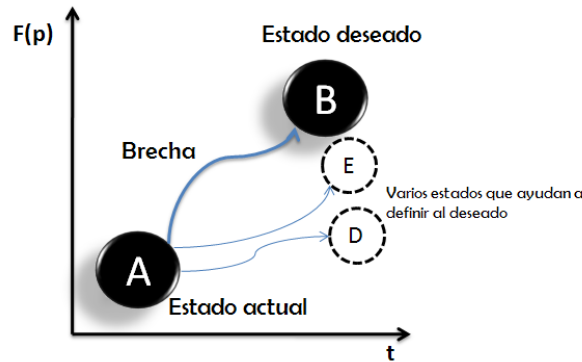 F(p)
Estado deseado
B
Brecha
E
Varios estados que ayudan a
definir al deseado
D
A
Estado actual
t